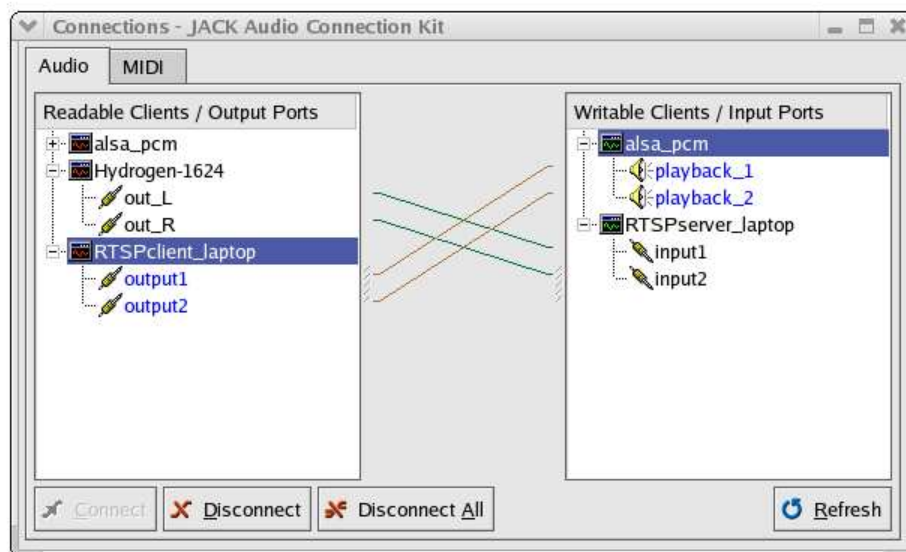 Connections - JACK Audio Connection Kit
Audio MIDI
Readable Clients / Output Ports
alsa_pcm
Hydrogen-1624
out_L
out_R
RTSPclient_laptop
output1
output2
Writable Clients / Input Ports
alsa_pcm
playback_1
playback_2
RTSPserver_laptop
input1
input2
Connect Disconnect Disconnect All Refresh